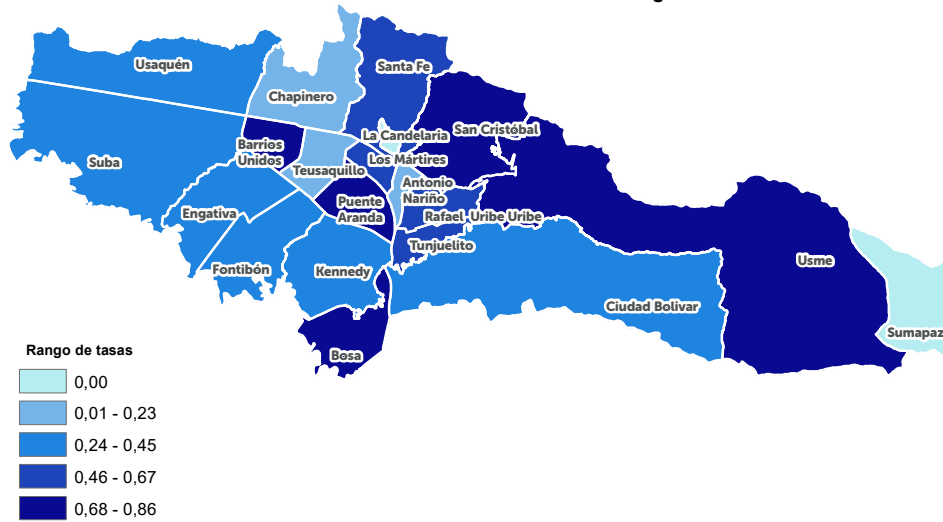 Usaquén
Santa Fe
Chapinero
La Candelaria
San Cristóbal
Barrios
Unidos
Los Mártires
Suba
Teusaquillo
Antonio
Nariño
Puente
Aranda
Engativa
Rafael Uribe Uribe
Tunjuelito
Fontibón
Kennedy
Usme
Ciudad Bolivar
Sumapaz
Bosa
Rango de tasas
0,00
0,01 - 0,23
0,24 - 0,45
0,46 - 0,67
0,68 - 0,86